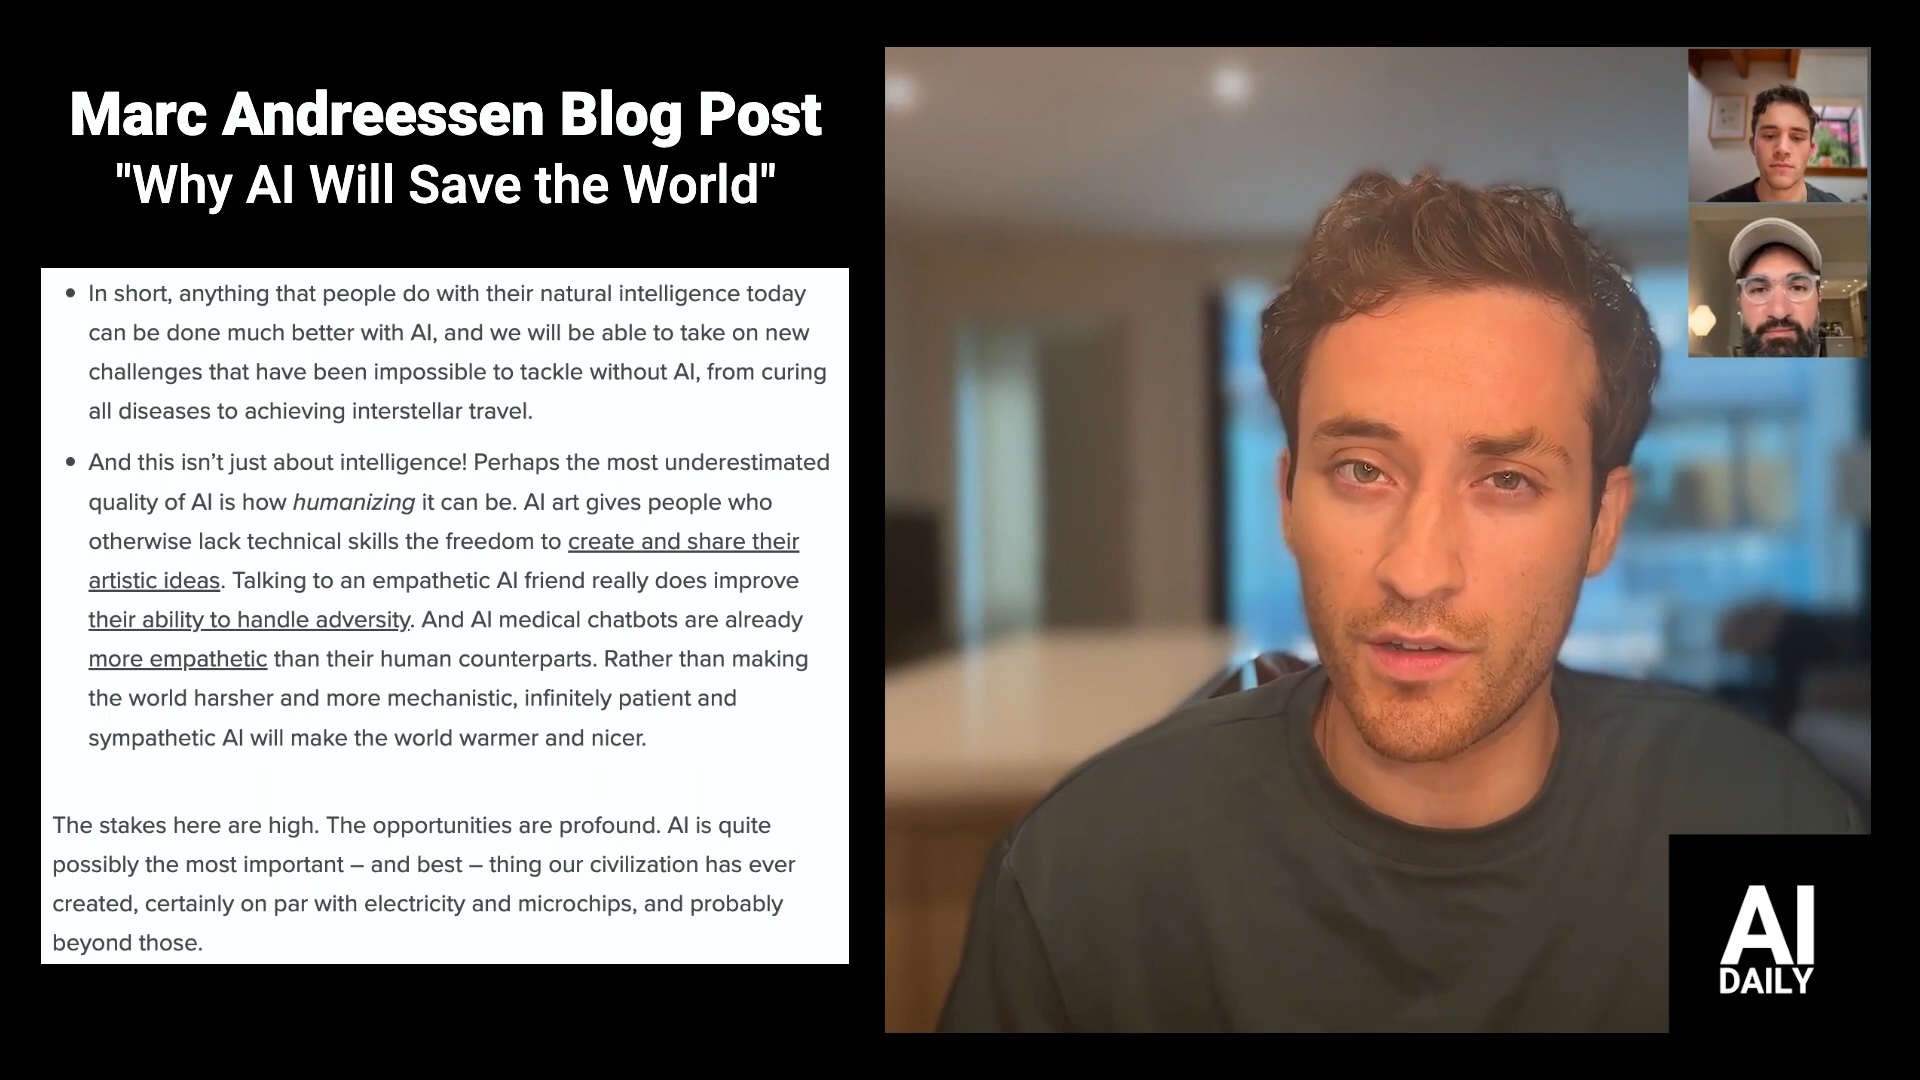 Marc Andreessen Blog Post
"Why AI Will Save the World"
• In short, anything that people do with their natural intelligence today
can be done much better with AI, and we will be able to take on new
challenges that have been impossible to tackle without AI, from curing
all diseases to achieving interstellar travel.
• And this isn’t just about intelligence! Perhaps the most underestimated
quality of AI is how humanizing it can be. AI art gives people who
otherwise lack technical skills the freedom to create and share their
artistic ideas. Talking to an empathetic AI friend really does improve
their ability to handle adversity. And AI medical chatbots are already
more empathetic than their human counterparts. Rather than making
the world harsher and more mechanistic, infinitely patient and
sympathetic AI will make the world warmer and nicer.
The stakes here are high. The opportunities are profound. AI is quite
possibly the most important – and best – thing our civilization has ever
created, certainly on par with electricity and microchips, and probably
beyond those.
AI
DAILY